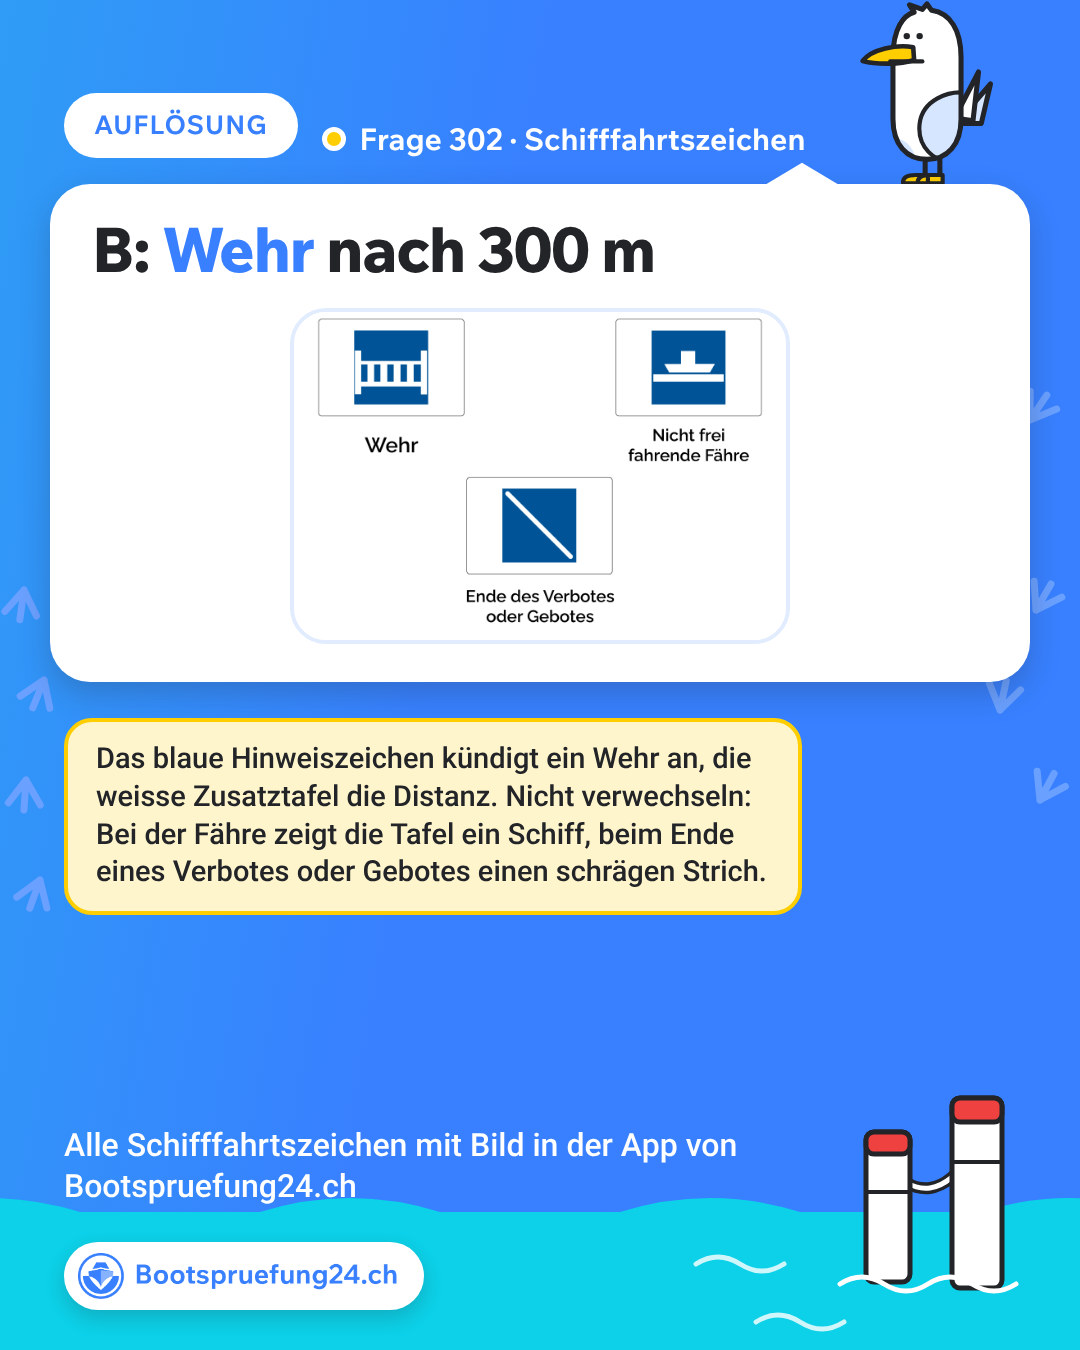 AUFLÖSUNG
Frage 302 · Schifffahrtszeichen
B: Wehr nach 300 m
Wehr
Nicht frei
fahrende Fähre
Ende des Verbotes
oder Gebotes
Das blaue Hinweiszeichen kündigt ein Wehr an, die
weisse Zusatztafel die Distanz. Nicht verwechseln:
Bei der Fähre zeigt die Tafel ein Schiff, beim Ende
eines Verbotes oder Gebotes einen schrägen Strich.
Alle Schifffahrtszeichen mit Bild in der App von
Bootspruefung24.ch
Bootspruefung24.ch